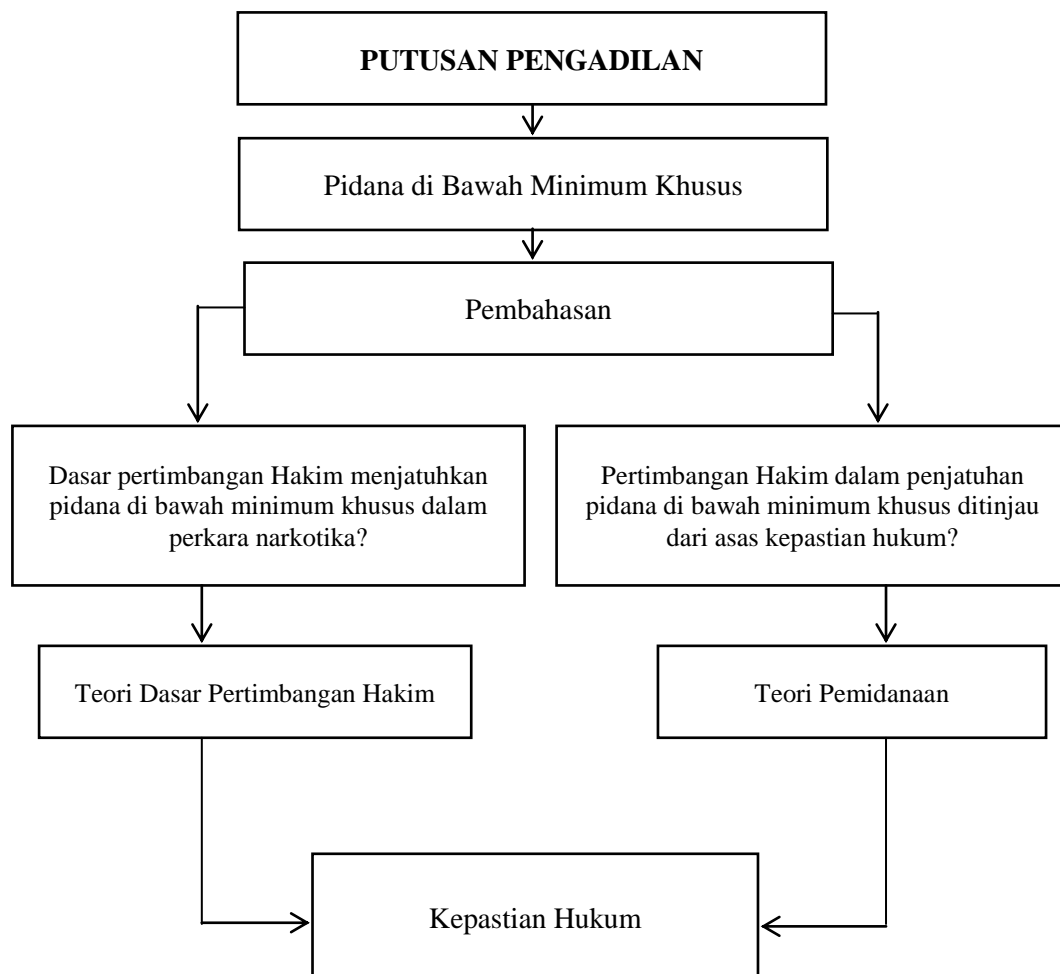 PUTUSAN PENGADILAN
Pidana di Bawah Minimum Khusus
Pembahasan
Dasar pertimbangan Hakim menjatuhkan
pidana di bawah minimum khusus dalam
perkara narkotika?
Pertimbangan Hakim dalam penjatuhan
pidana di bawah minimum khusus ditinjau
dari asas kepastian hukum?
Teori Dasar Pertimbangan Hakim
Teori Pemidanaan
Kepastian Hukum